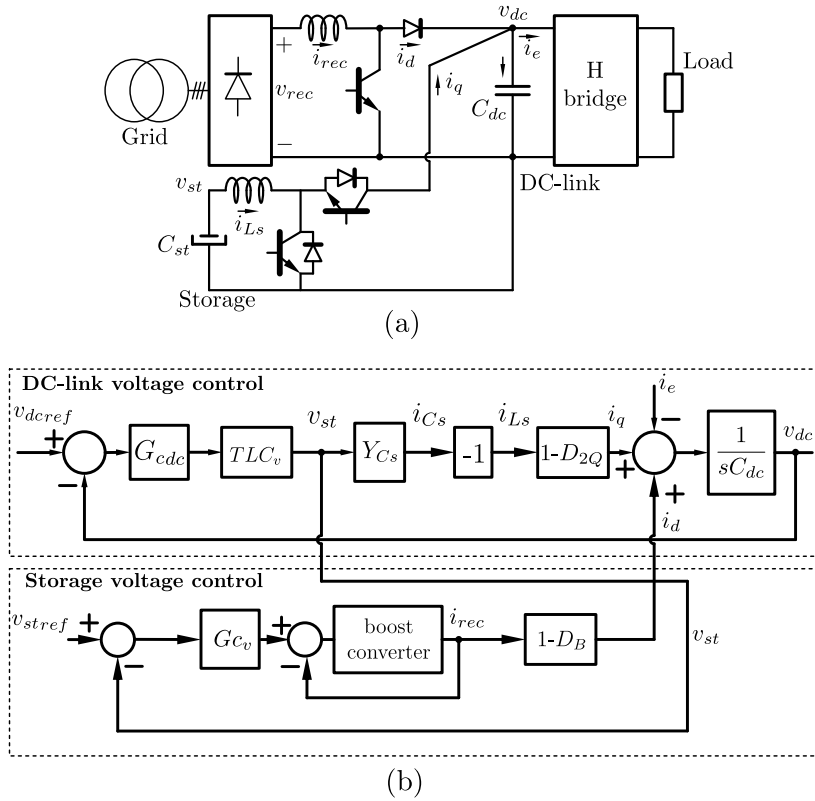 v_dc
+
i_rec
i_d
i_e
v_rec
i_q
C_dc
H
bridge
Load
Grid
−
v_st
DC-link
i_Ls
C_st
Storage
(a)
DC-link voltage control
i_e
v_dcref
v_st
i_Cs
i_Ls
i_q
−
v_dc
+
G_cdc
TLC_v
Y_Cs
-1
1-D_2Q
1
sC_dc
−
+
+
i_d
Storage voltage control
v_stref
+
+
i_rec
Gc_v
boost
converter
1-D_B
v_st
−
−
(b)